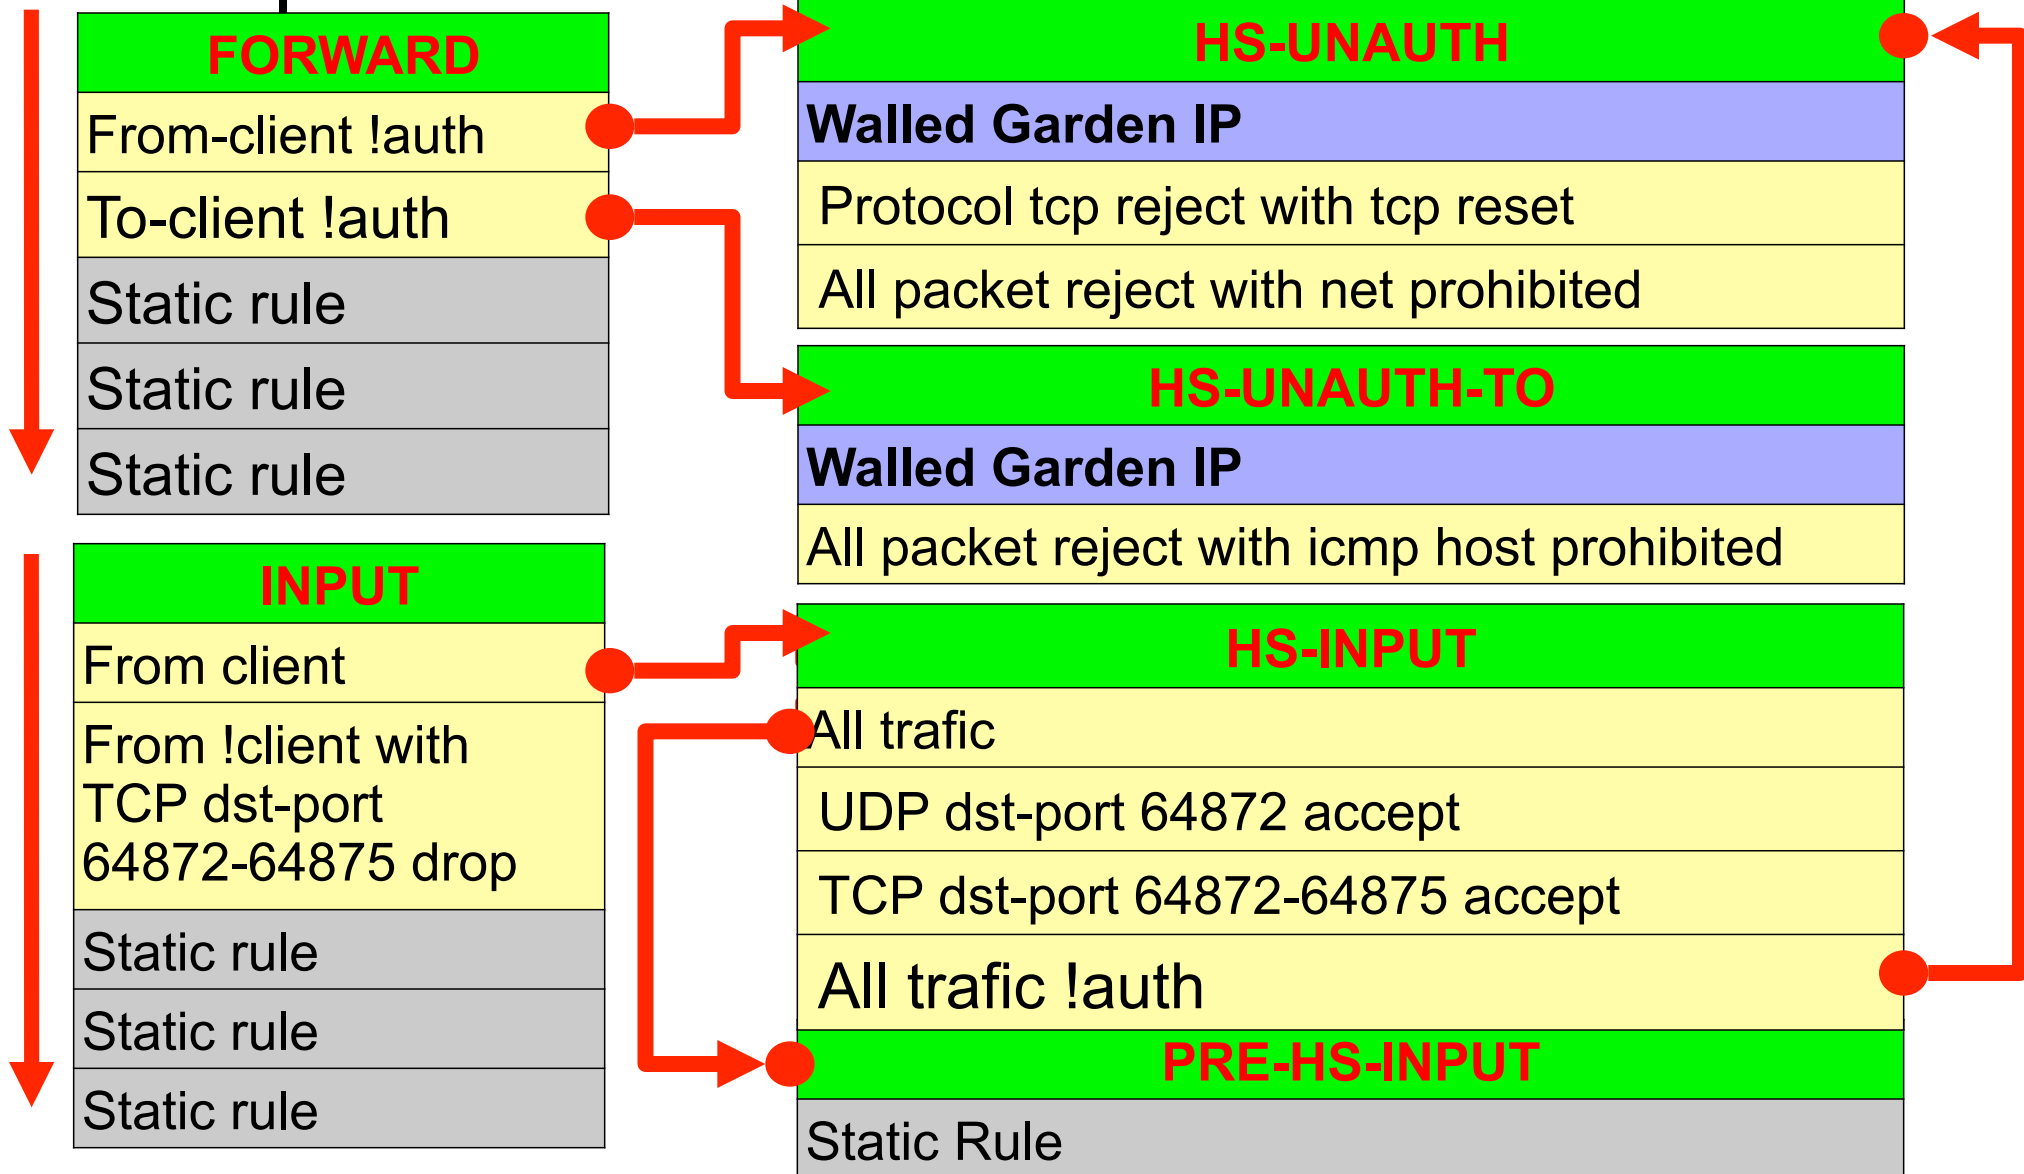 FORWARD
From-client !auth
To-client !auth
Static rule
Static rule
Static rule
INPUT
From client
From !client with
TCP dst-port
64872-64875 drop
Static rule
Static rule
Static rule
HS-UNAUTH
Walled Garden IP
Protocol tcp reject with tcp reset
All packet reject with net prohibited
HS-UNAUTH-TO
Walled Garden IP
All packet reject with icmp host prohibited
HS-INPUT
All trafic
UDP dst-port 64872 accept
TCP dst-port 64872-64875 accept
All trafic !auth
PRE-HS-INPUT
Static Rule